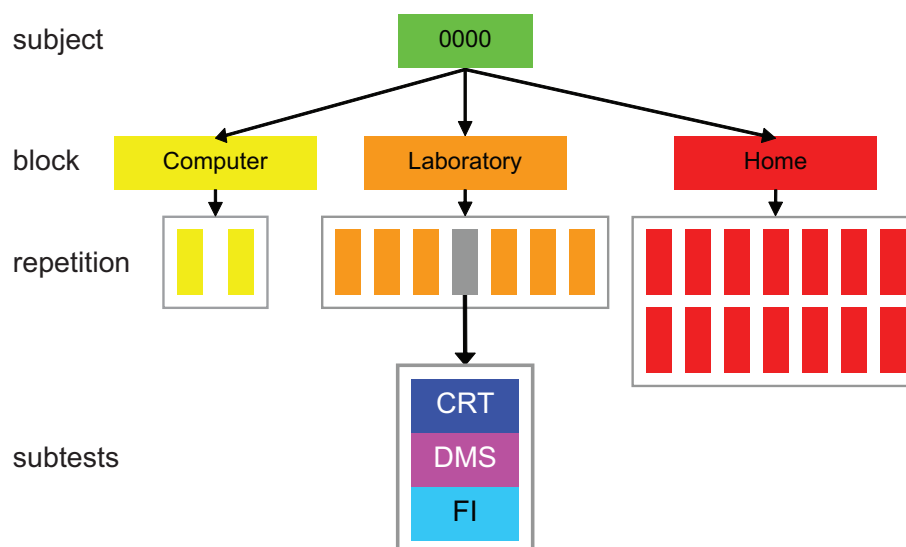 subject
0000
block
Computer
Laboratory
Home
repetition
subtests
CRT
DMS
FI